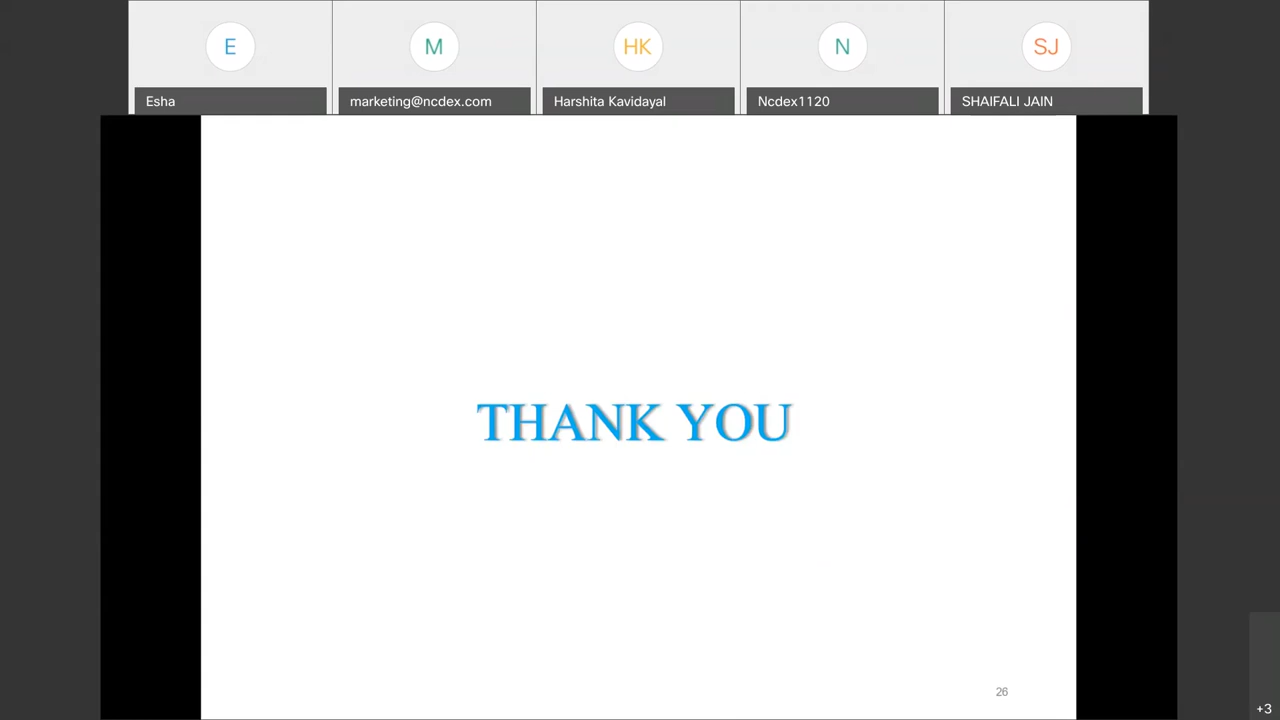 E
M
HK
N
SJ
Esha
marketing@ncdex.com
Harshita Kavidayal
Ncdex1120
SHAIFALI JAIN
THANK YOU
26
+3